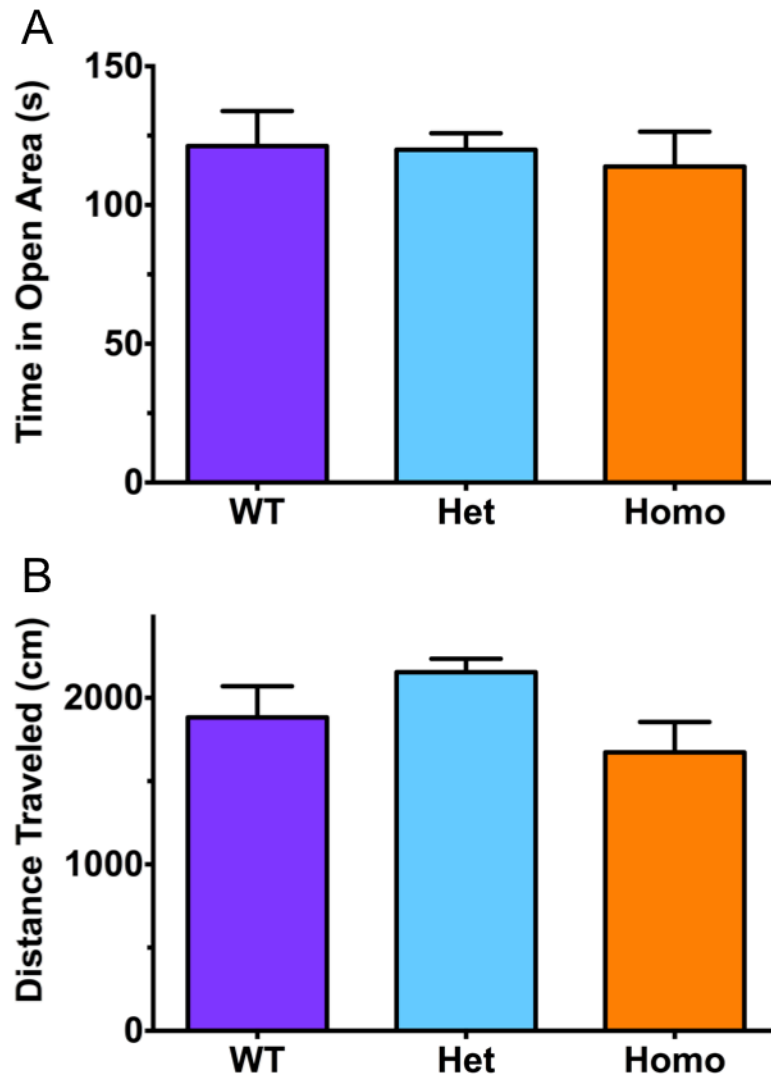 A
Time in Open Area (s)
150
100
50
0
WT Het Homo
B
Distance Traveled (cm)
2000
1000
0
WT Het Homo